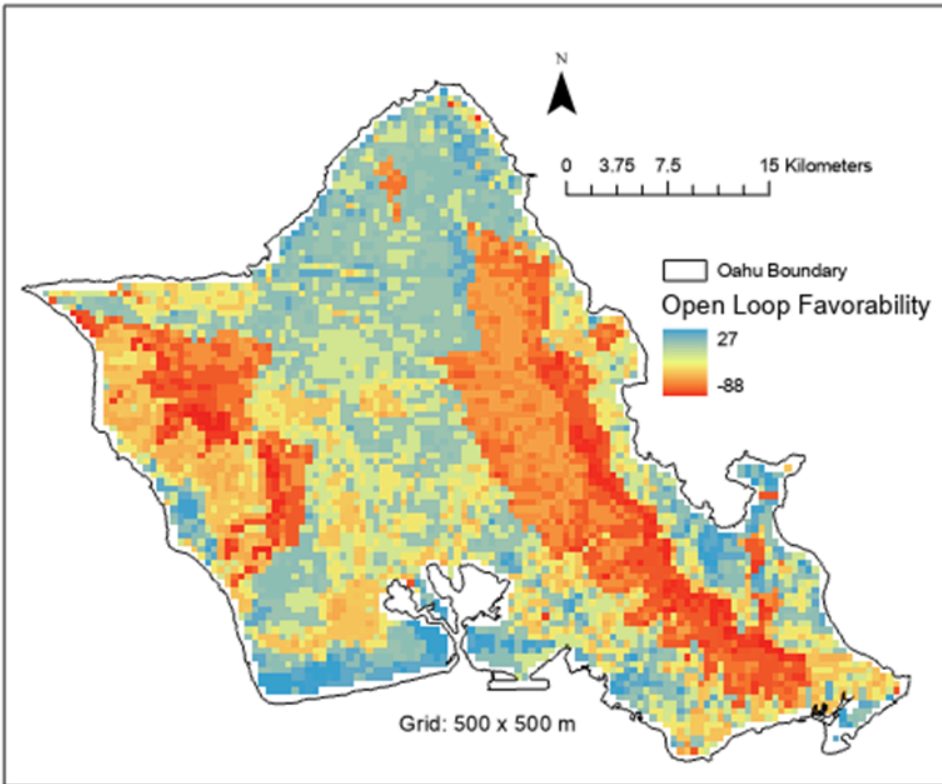 N
0 3.75 7.5 15 Kilometers
Oahu Boundary
Open Loop Favorability
27
-88
Grid: 500 x 500 m